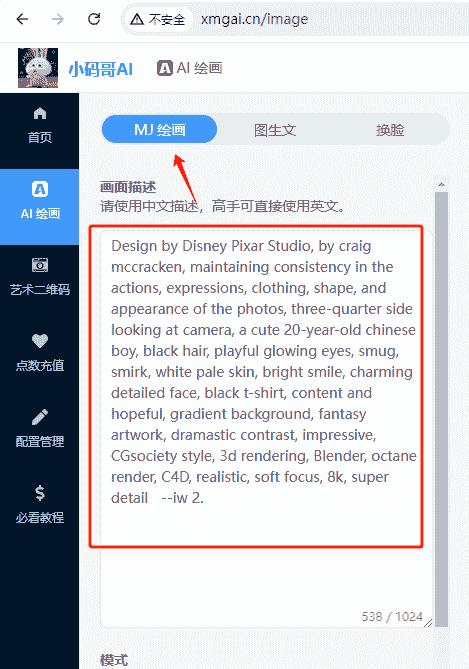 不安全 xmgai.cn/image
小码哥AI
AI 绘画
首页
AI 绘画
艺术二维码
点数充值
配置管理
必看教程
MJ 绘画 图生文 换脸
画面描述
请使用中文描述，高手可直接使用英文。
Design by Disney Pixar Studio, by craig
mccracken, maintaining consistency in the
actions, expressions, clothing, shape, and
appearance of the photos, three-quarter side
looking at camera, a cute 20-year-old chinese
boy, black hair, playful glowing eyes, smug,
smirk, white pale skin, bright smile, charming
detailed face, black t-shirt, content and
hopeful, gradient background, fantasy
artwork, dramatic contrast, impressive,
CGsociety style, 3d rendering, Blender, octane
render, C4D, realistic, soft focus, 8k, super
detail   --iw 2.
538 / 1024
模式